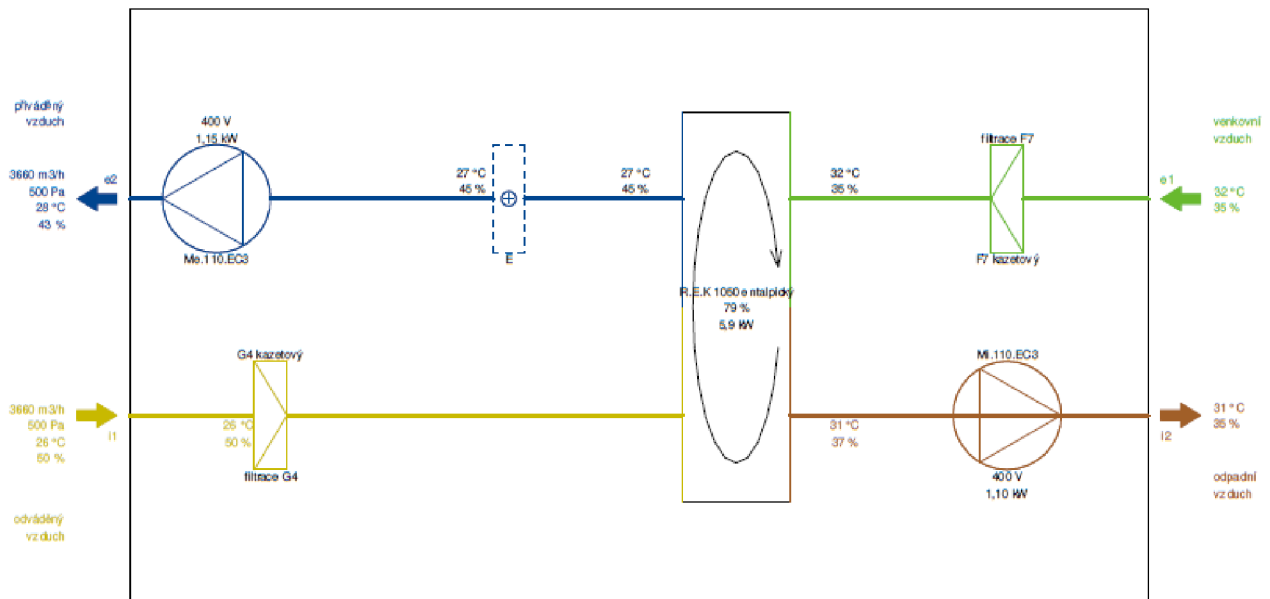 přiváděný
vzduch
3660 m3/h
500 Pa
28 °C
43 %
e2
400 V
1,15 kW
Me.110.EC3
27 °C
45 %
E
27 °C
45 %
R.E.K 1060 entalpický
79 %
5,9 kW
32 °C
35 %
filtrace F7
F7 kazetový
venkovní
vzduch
e1
32 °C
35 %
3660 m3/h
500 Pa
26 °C
50 %
i1
odváděný
vzduch
G4 kazetový
26 °C
50 %
filtrace G4
31 °C
37 %
Mi.110.EC3
400 V
1,10 kW
i2
31 °C
35 %
odpadní
vzduch